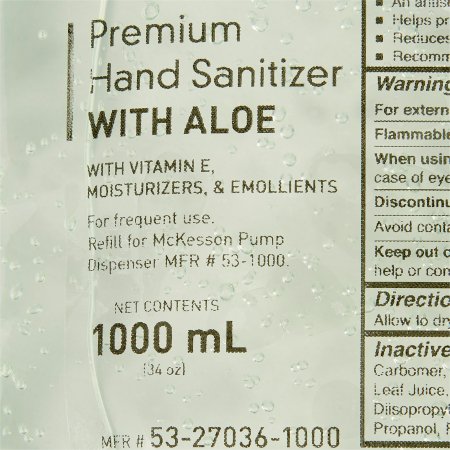 Premium
Hand Sanitizer
WITH ALOE
WITH VITAMIN E,
MOISTURIZERS, & EMOLLIENTS
For frequent use.
Refill for McKesson Pump
Dispenser MFR # 53-1000.
NET CONTENTS
1000 mL
(34 oz)
MFR # 53-27036-1000
▪ An antise
▪ Helps pr
▪ Reduces
▪ Recomm
Warning
For extern
Flammable
When usin
case of eye
Discontinu
Avoid conta
Keep out o
help or con
Directio
Allow to dry
Inactive
Carbomer,
Leaf Juice,
Diisopropyl
Propanol,